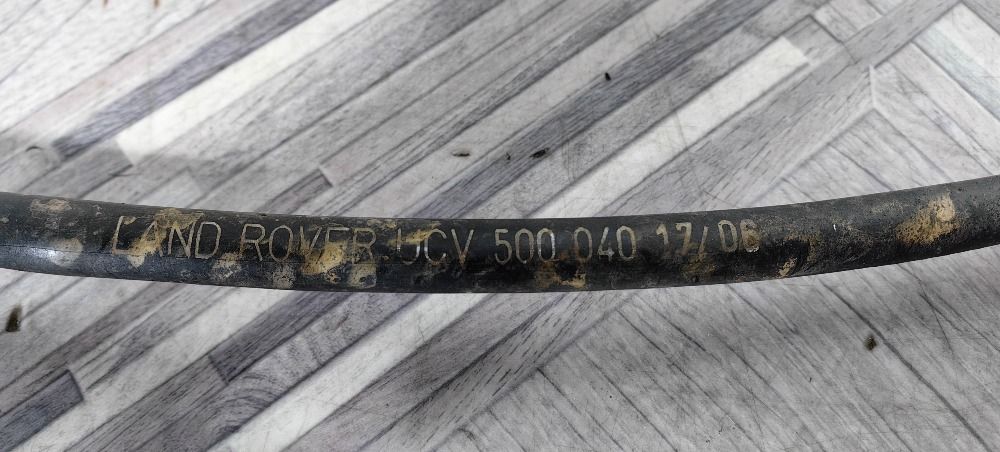 LAND ROVER. UCV 500 040 17/06